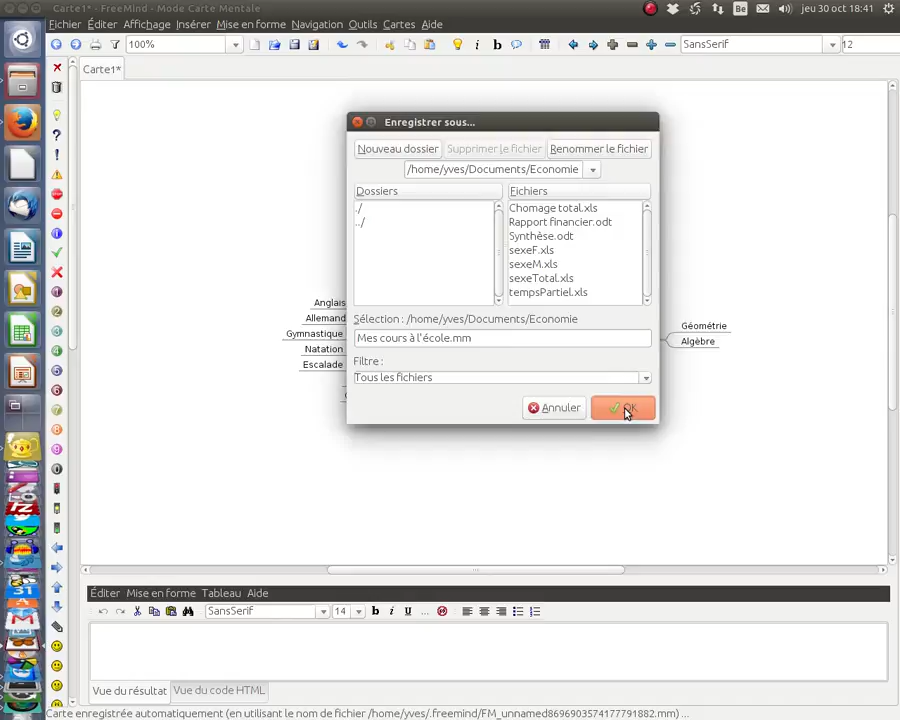 Carte1* - FreeMind - Mode Carte Mentale
Be
jeu 30 oct 18:41
Fichier Éditer Affichage Insérer Mise en forme Navigation Outils Cartes Aide
100%
SansSerif
12
Carte1*
Enregistrer sous...
Nouveau dossier
Supprimer le fichier
Renommer le fichier
/home/yves/Documents/Economie
Dossiers
./
../
Fichiers
Chomage total.xls
Rapport financier.odt
Synthèse.odt
sexeF.xls
sexeM.xls
sexeTotal.xls
tempsPartiel.xls
Sélection : /home/yves/Documents/Economie
Mes cours à l'école.mm
Filtre :
Tous les fichiers
Annuler
OK
Anglais
Allemand
Gymnastique
Natation
Escalade
Géométrie
Algèbre
Éditer Mise en forme Tableau Aide
SansSerif
14
Vue du résultat
Vue du code HTML
Carte enregistrée automatiquement (en utilisant le nom de fichier /home/yves/.freemind/FM_unnamed8696903574177791882.mm) ...